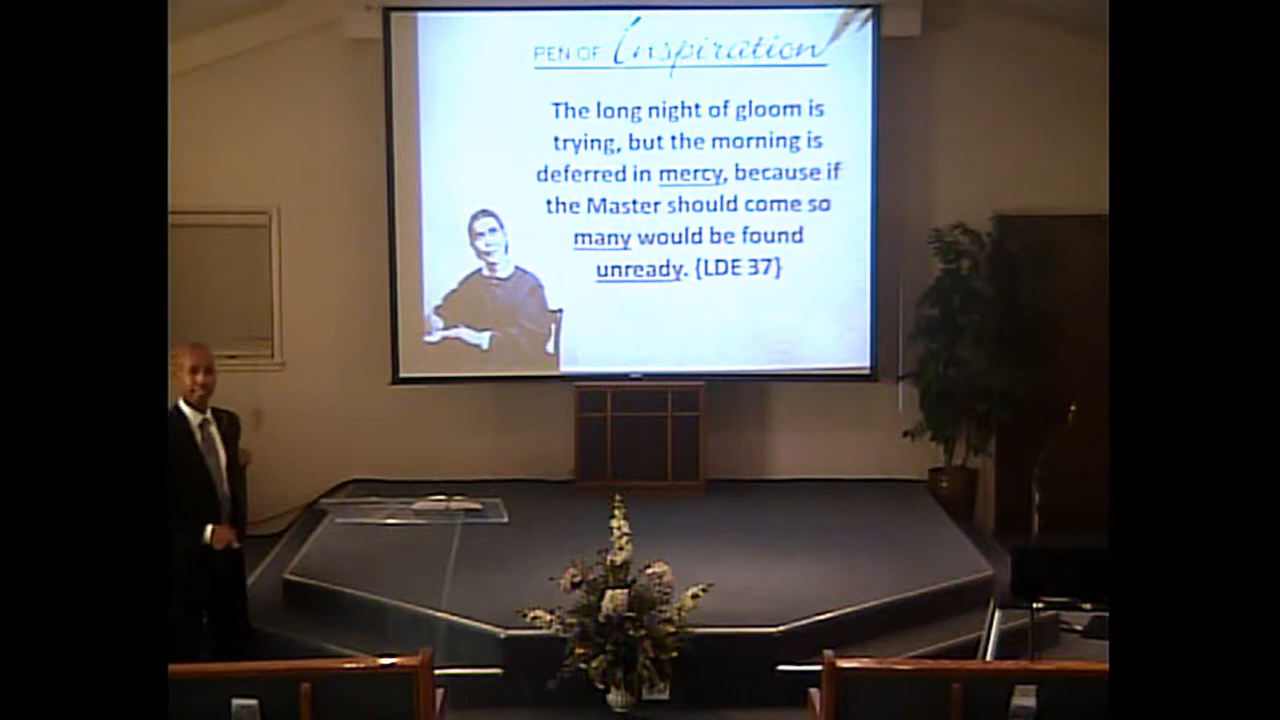 PEN OF Inspiration
The long night of gloom is
trying, but the morning is
deferred in mercy, because if
the Master should come so
many would be found
unready. {LDE 37}